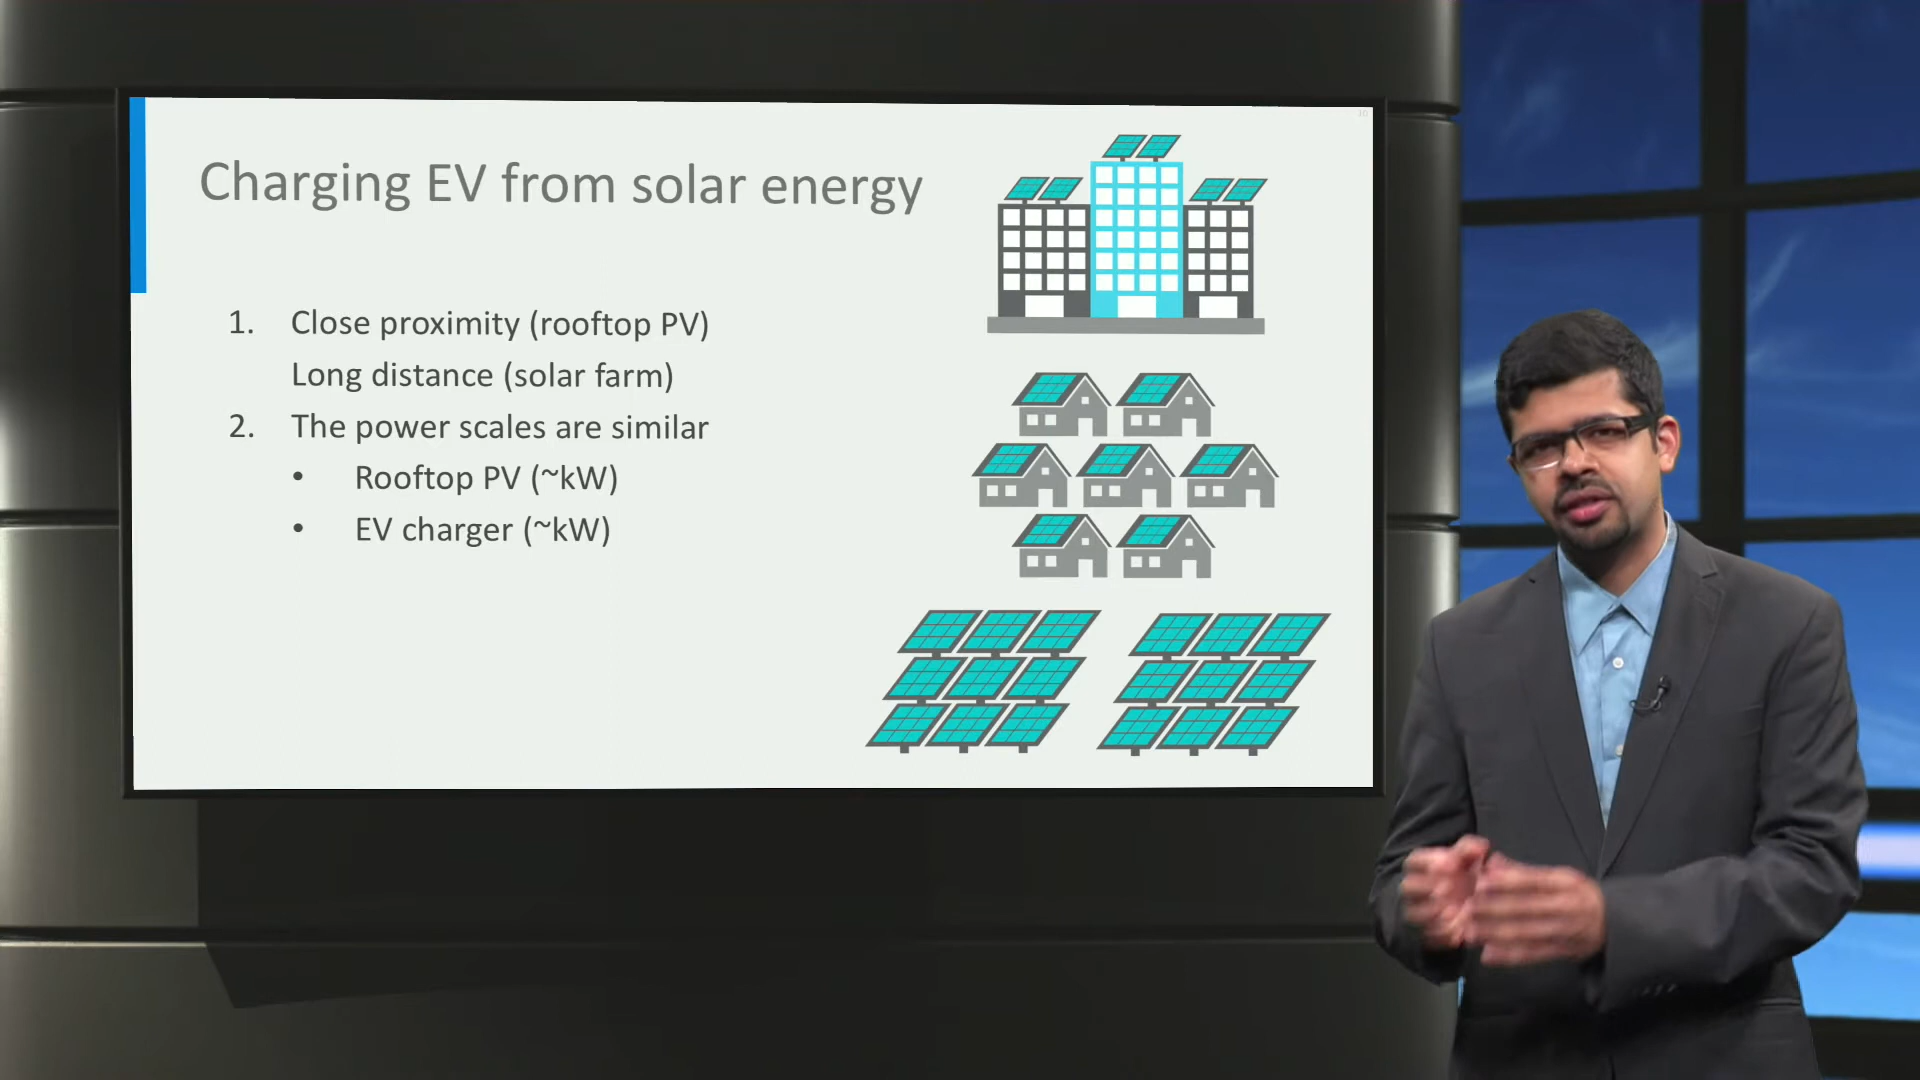 Charging EV from solar energy
1. Close proximity (rooftop PV)
Long distance (solar farm)
2. The power scales are similar
• Rooftop PV (~kW)
• EV charger (~kW)